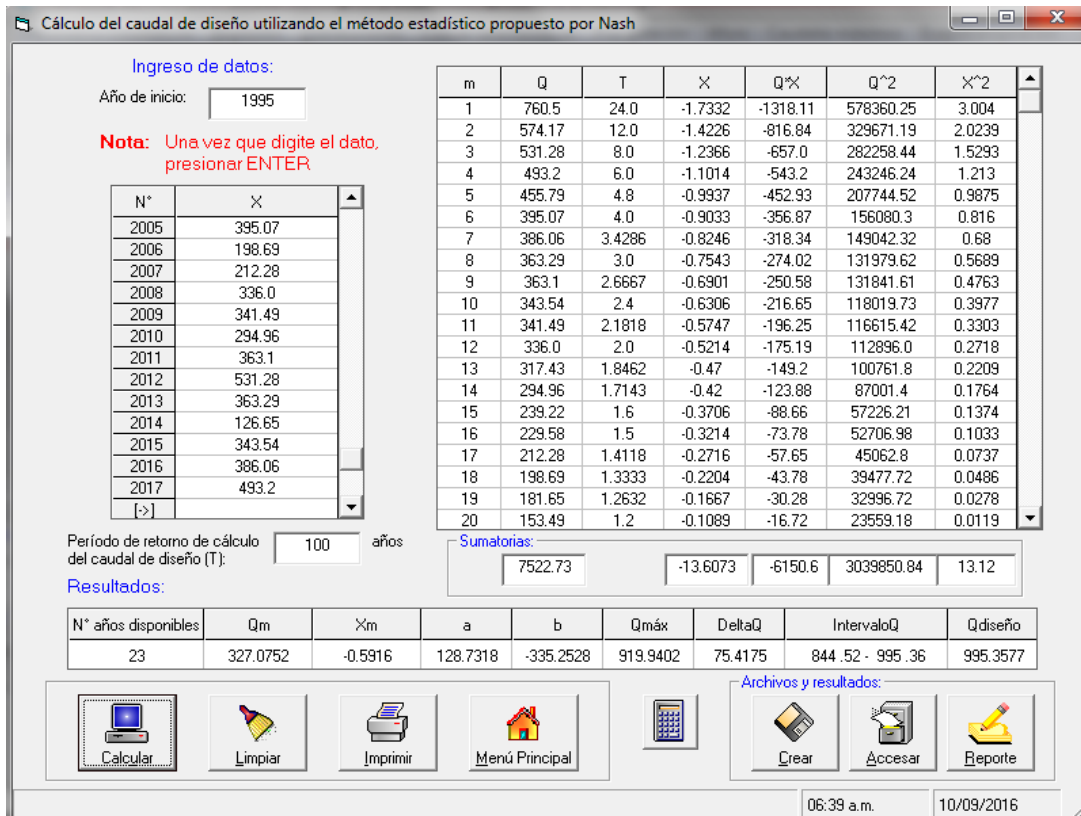 Cálculo del caudal de diseño utilizando el método estadístico propuesto por Nash
Ingreso de datos:
Año de inicio: 1995
Nota: Una vez que digite el dato,
presionar ENTER
N° X
2005 395.07
2006 198.69
2007 212.28
2008 336.0
2009 341.49
2010 294.96
2011 363.1
2012 531.28
2013 363.29
2014 126.65
2015 343.54
2016 386.06
2017 493.2
[->]
m Q T X Q*X Q^2 X^2
1 760.5 24.0 -1.7332 -1318.11 578360.25 3.004
2 574.17 12.0 -1.4226 -816.84 329671.19 2.0239
3 531.28 8.0 -1.2366 -657.0 282258.44 1.5293
4 493.2 6.0 -1.1014 -543.2 243246.24 1.213
5 455.79 4.8 -0.9937 -452.93 207744.52 0.9875
6 395.07 4.0 -0.9033 -356.87 156080.3 0.816
7 386.06 3.4286 -0.8246 -318.34 149042.32 0.68
8 363.29 3.0 -0.7543 -274.02 131979.62 0.5689
9 363.1 2.6667 -0.6901 -250.58 131841.61 0.4763
10 343.54 2.4 -0.6306 -216.65 118019.73 0.3977
11 341.49 2.1818 -0.5747 -196.25 116615.42 0.3303
12 336.0 2.0 -0.5214 -175.19 112896.0 0.2718
13 317.43 1.8462 -0.47 -149.2 100761.8 0.2209
14 294.96 1.7143 -0.42 -123.88 87001.4 0.1764
15 239.22 1.6 -0.3706 -88.66 57226.21 0.1374
16 229.58 1.5 -0.3214 -73.78 52706.98 0.1033
17 212.28 1.4118 -0.2716 -57.65 45062.8 0.0737
18 198.69 1.3333 -0.2204 -43.78 39477.72 0.0486
19 181.65 1.2632 -0.1667 -30.28 32996.72 0.0278
20 153.49 1.2 -0.1089 -16.72 23559.18 0.0119
Período de retorno de cálculo
del caudal de diseño (T): 100 años
Sumatorias:
7522.73 -13.6073 -6150.6 3039850.84 13.12
Resultados:
N° años disponibles Qm Xm a b Qmáx DeltaQ IntervaloQ Qdiseño
23 327.0752 -0.5916 128.7318 -335.2528 919.9402 75.4175 844 .52 - 995 .36 995.3577
Calcular Limpiar Imprimir Menú Principal
Archivos y resultados:
Crear Accesar Reporte
06:39 a.m. 10/09/2016